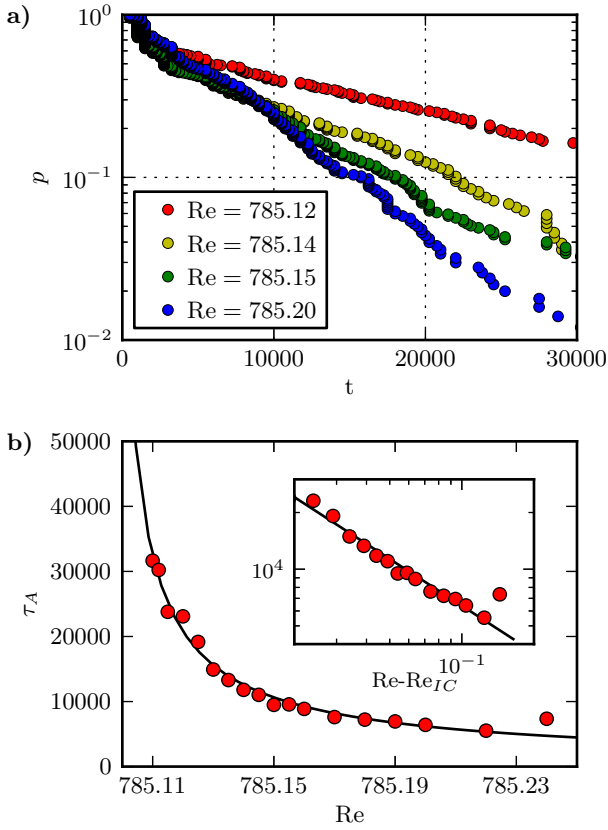 a)
10^0
10^{-1}
10^{-2}
p
Re = 785.12
Re = 785.14
Re = 785.15
Re = 785.20
0 10000 20000 30000
t
b)
50000
40000
30000
20000
10000
0
τ_A
10^4
10^{-1}
Re-Re_{IC}
785.11 785.15 785.19 785.23
Re